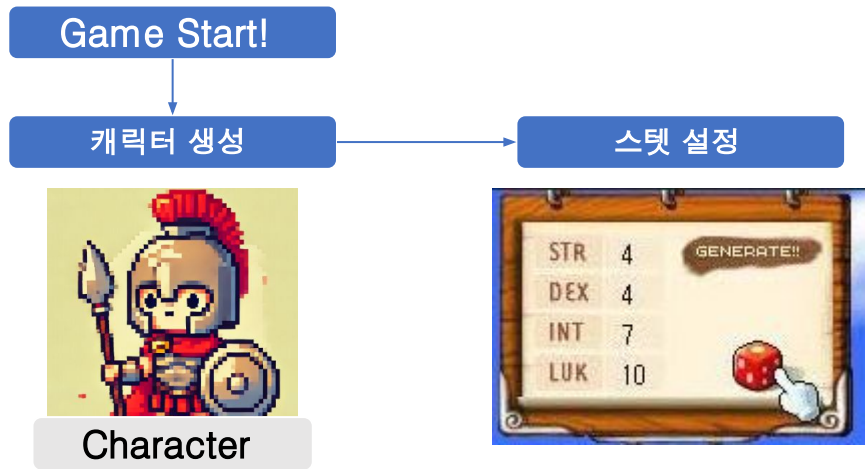 Game Start!
캐릭터 생성
스텟 설정
STR 4
GENERATE!!
DEX 4
INT 7
LUK 10
Character